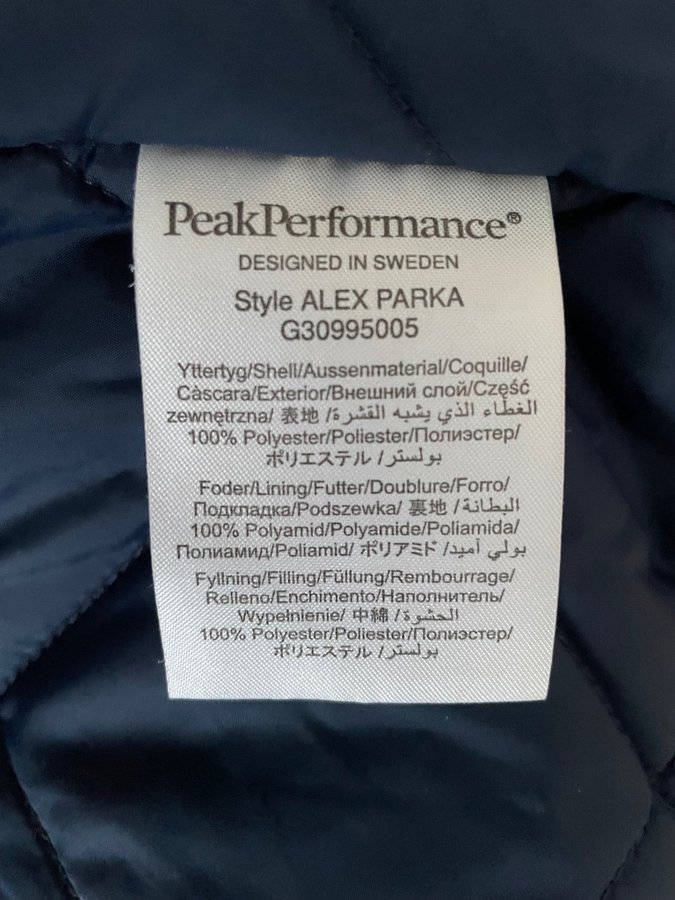 PeakPerformance®
DESIGNED IN SWEDEN
Style ALEX PARKA
G30995005
Yttertyg/Shell/Aussenmaterial/Coquille/
Càscara/Exterior/Внешний слой/Część
zewnętrzna/ 表地 /الغطاء الذي يشبه القشرة/
100% Polyester/Poliester/Полиэстер/
ポリエステル /بولستر/
Foder/Lining/Futter/Doublure/Forro/
Подкладка/Podszewka/ 裏地 /البطانة/
100% Polyamid/Polyamide/Poliamida/
Полиамид/Poliamid/ ポリアミド /بولي أميد/
Fyllning/Filling/Füllung/Rembourrage/
Relleno/Enchimento/Наполнитель/
Wypełnienie/ 中綿 /الحشوة/
100% Polyester/Poliester/Полиэстер/
ポリエステル /بولستر/